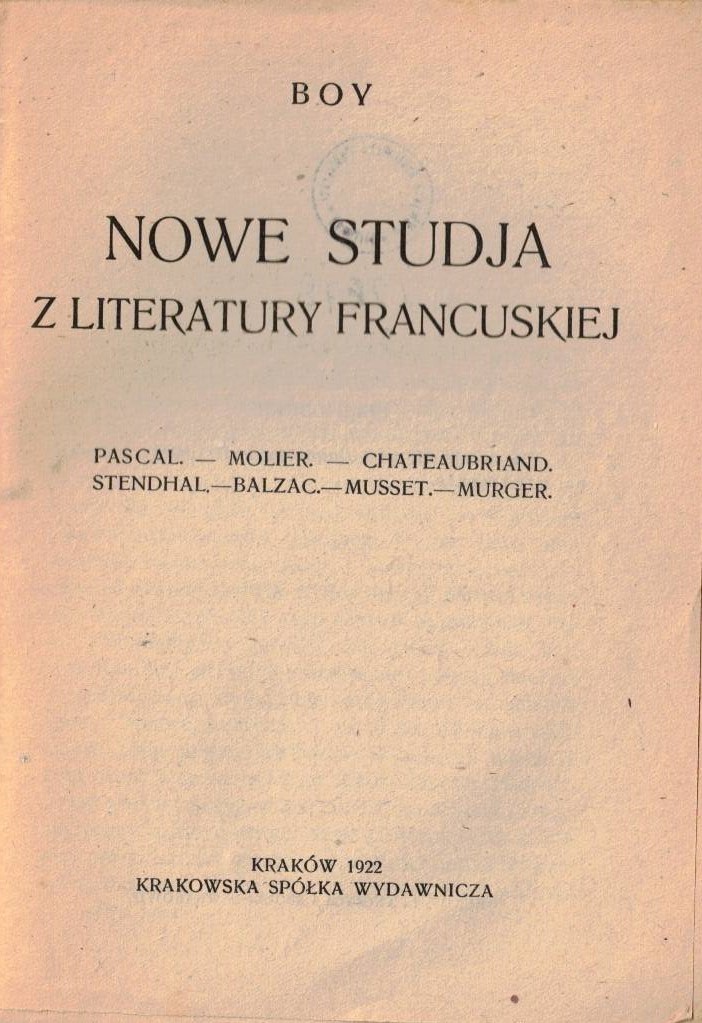 BOY
NOWE STUDJA
Z LITERATURY FRANCUSKIEJ
PASCAL. — MOLIER. — CHATEAUBRIAND.
STENDHAL.—BALZAC.—MUSSET.—MURGER.
KRAKÓW 1922
KRAKOWSKA SPÓŁKA WYDAWNICZA